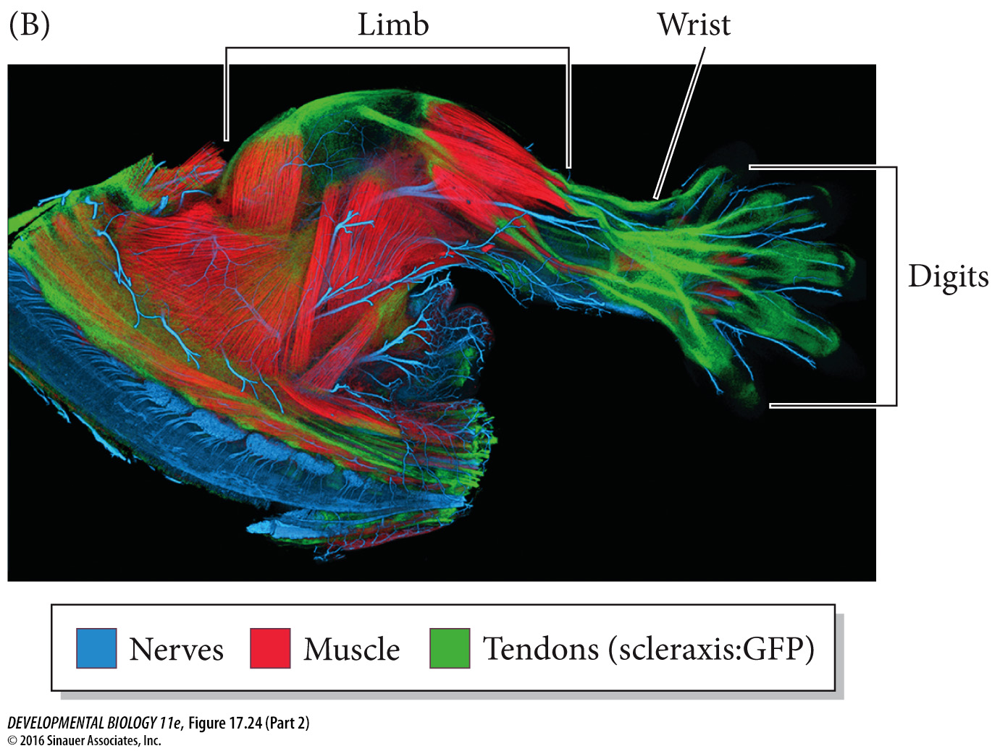 (B)
Limb
Wrist
Digits
Nerves
Muscle
Tendons (scleraxis:GFP)
DEVELOPMENTAL BIOLOGY 11e, Figure 17.24 (Part 2)
© 2016 Sinauer Associates, Inc.